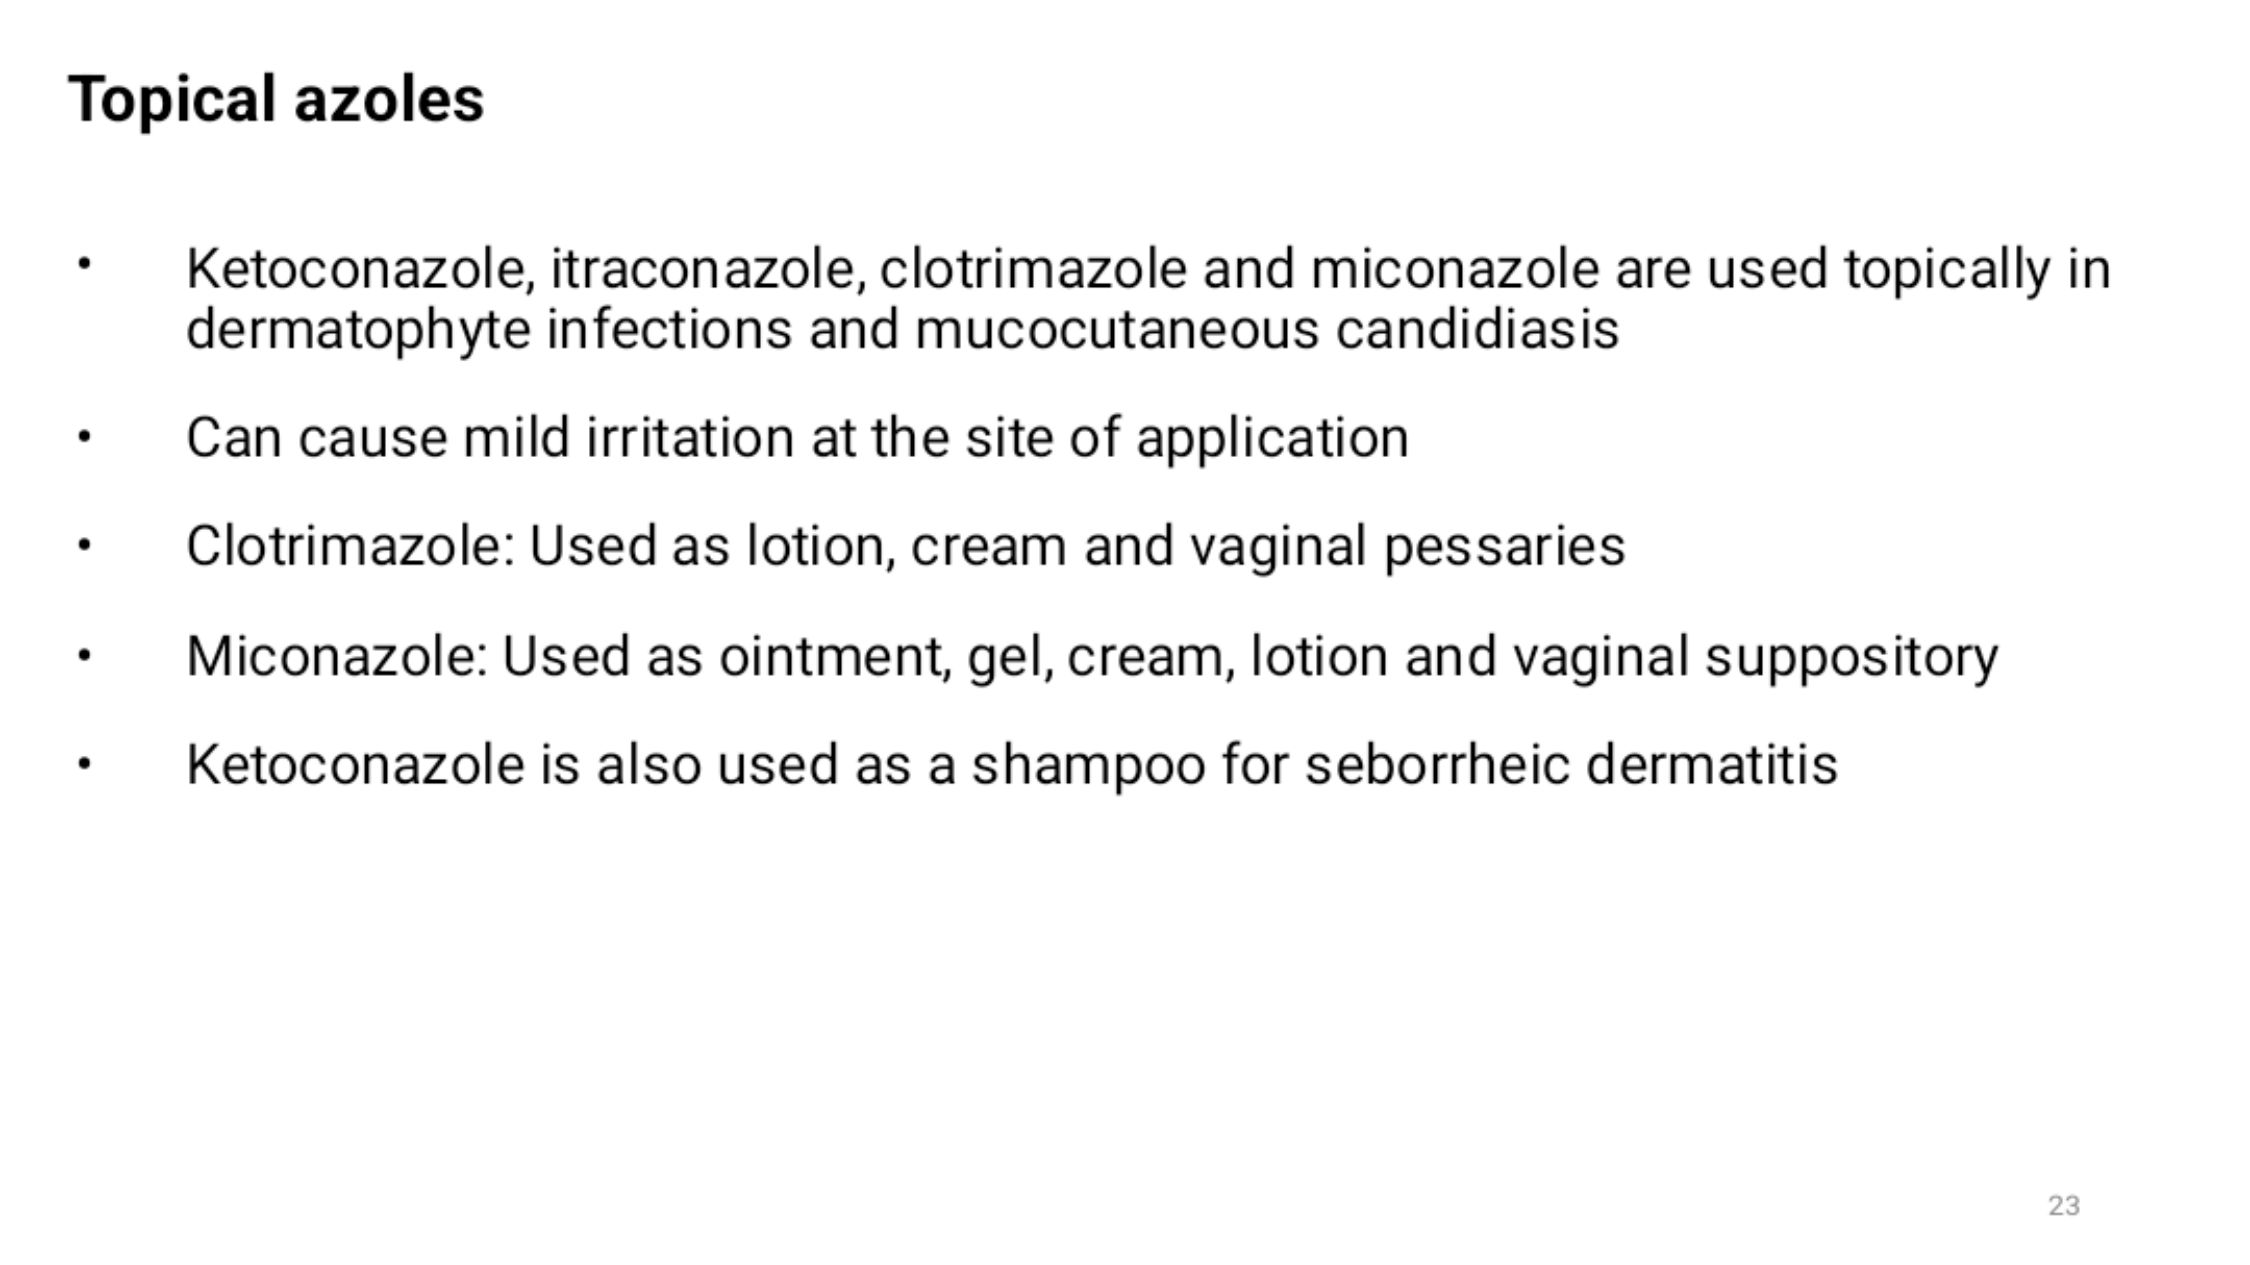 Topical azoles
• Ketoconazole, itraconazole, clotrimazole and miconazole are used topically in
dermatophyte infections and mucocutaneous candidiasis
• Can cause mild irritation at the site of application
• Clotrimazole: Used as lotion, cream and vaginal pessaries
• Miconazole: Used as ointment, gel, cream, lotion and vaginal suppository
• Ketoconazole is also used as a shampoo for seborrheic dermatitis
23